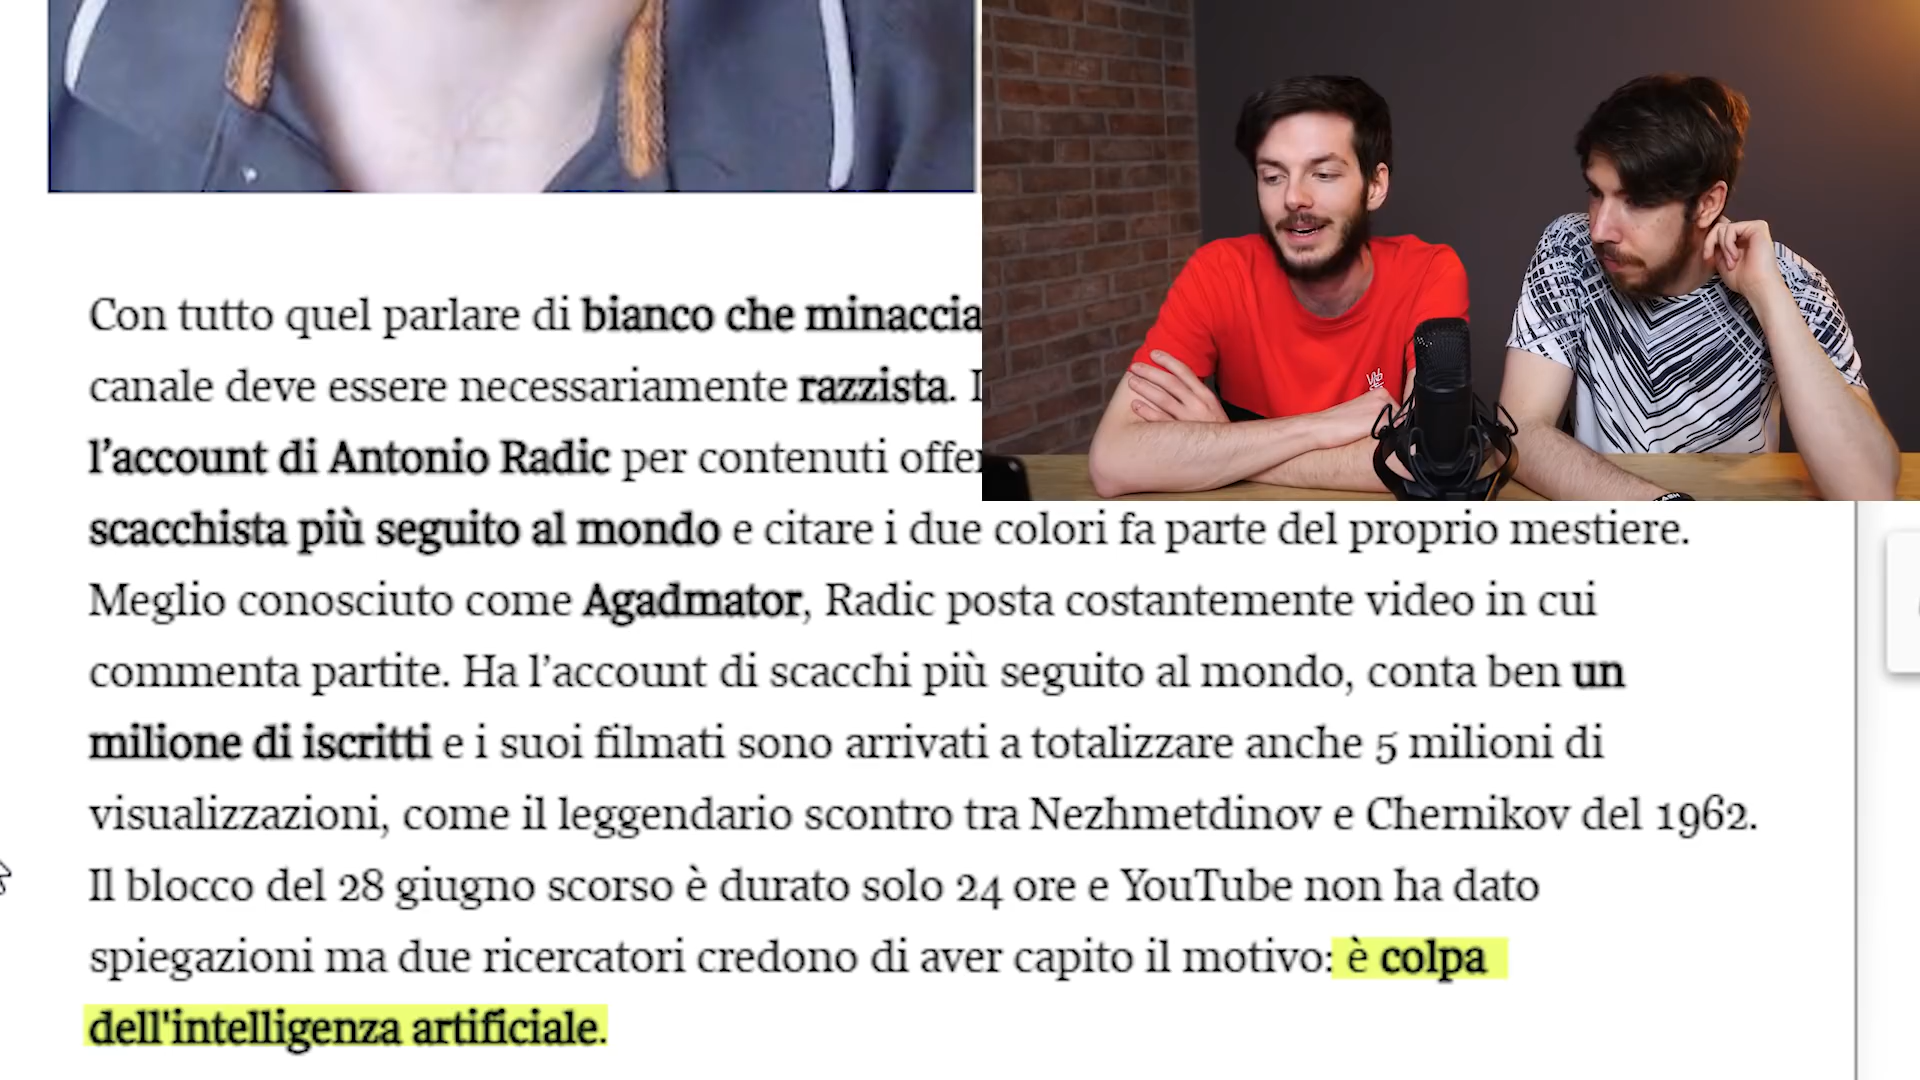 Con tutto quel parlare di bianco che minaccia
canale deve essere necessariamente razzista.
l’account di Antonio Radic per contenuti
scacchista più seguito al mondo e citare i due colori fa parte del proprio mestiere.
Meglio conosciuto come Agadmator, Radic posta costantemente video in cui
commenta partite. Ha l’account di scacchi più seguito al mondo, conta ben un
milione di iscritti e i suoi filmati sono arrivati a totalizzare anche 5 milioni di
visualizzazioni, come il leggendario scontro tra Nezhmetdinov e Chernikov del 1962.
Il blocco del 28 giugno scorso è durato solo 24 ore e YouTube non ha dato
spiegazioni ma due ricercatori credono di aver capito il motivo: è colpa
dell'intelligenza artificiale.